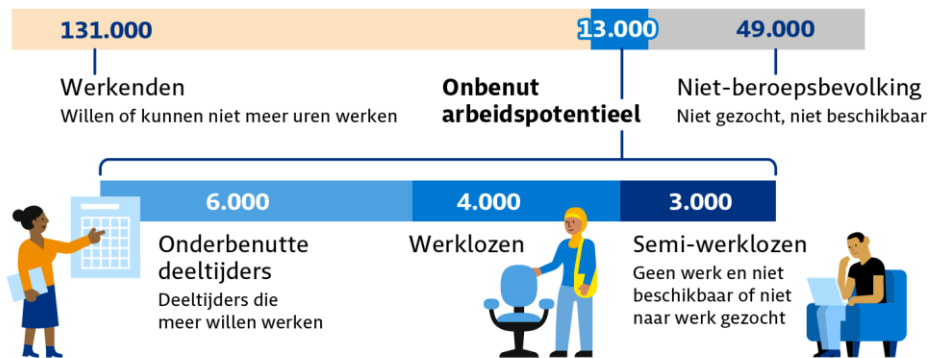 131.000
13.000
49.000
Werkenden
Willen of kunnen niet meer uren werken
Onbenut
arbeidspotentieel
Niet-beroepsbevolking
Niet gezocht, niet beschikbaar
6.000
4.000
3.000
Onderbenutte
deeltijders
Deeltijders die
meer willen werken
Werklozen
Semi-werklozen
Geen werk en niet
beschikbaar of niet
naar werk gezocht